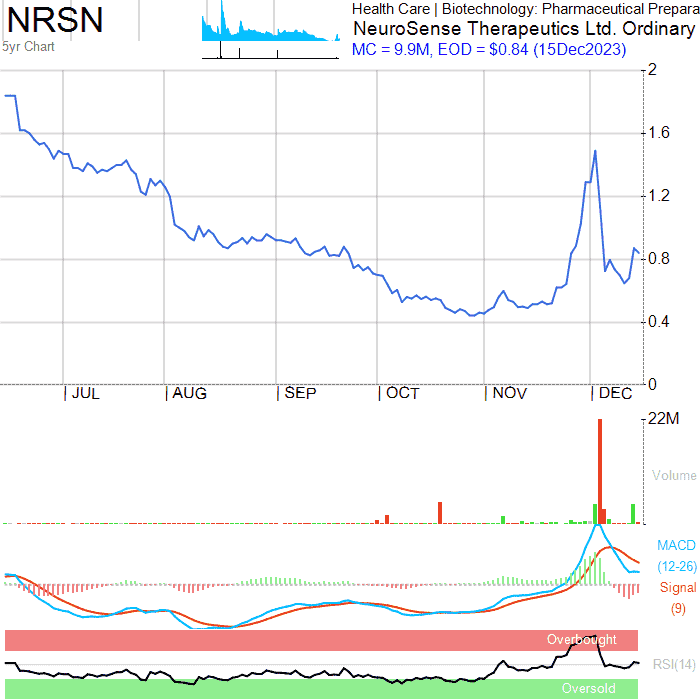 NRSN
5yr Chart
Health Care | Biotechnology: Pharmaceutical Prepara
NeuroSense Therapeutics Ltd. Ordinary
MC = 9.9M, EOD = $0.84 (15Dec2023)
2
1.6
1.2
0.8
0.4
0
JUL AUG SEP OCT NOV DEC
22M
Volume
MACD
(12-26)
Signal
(9)
Overbought
RSI(14)
Oversold